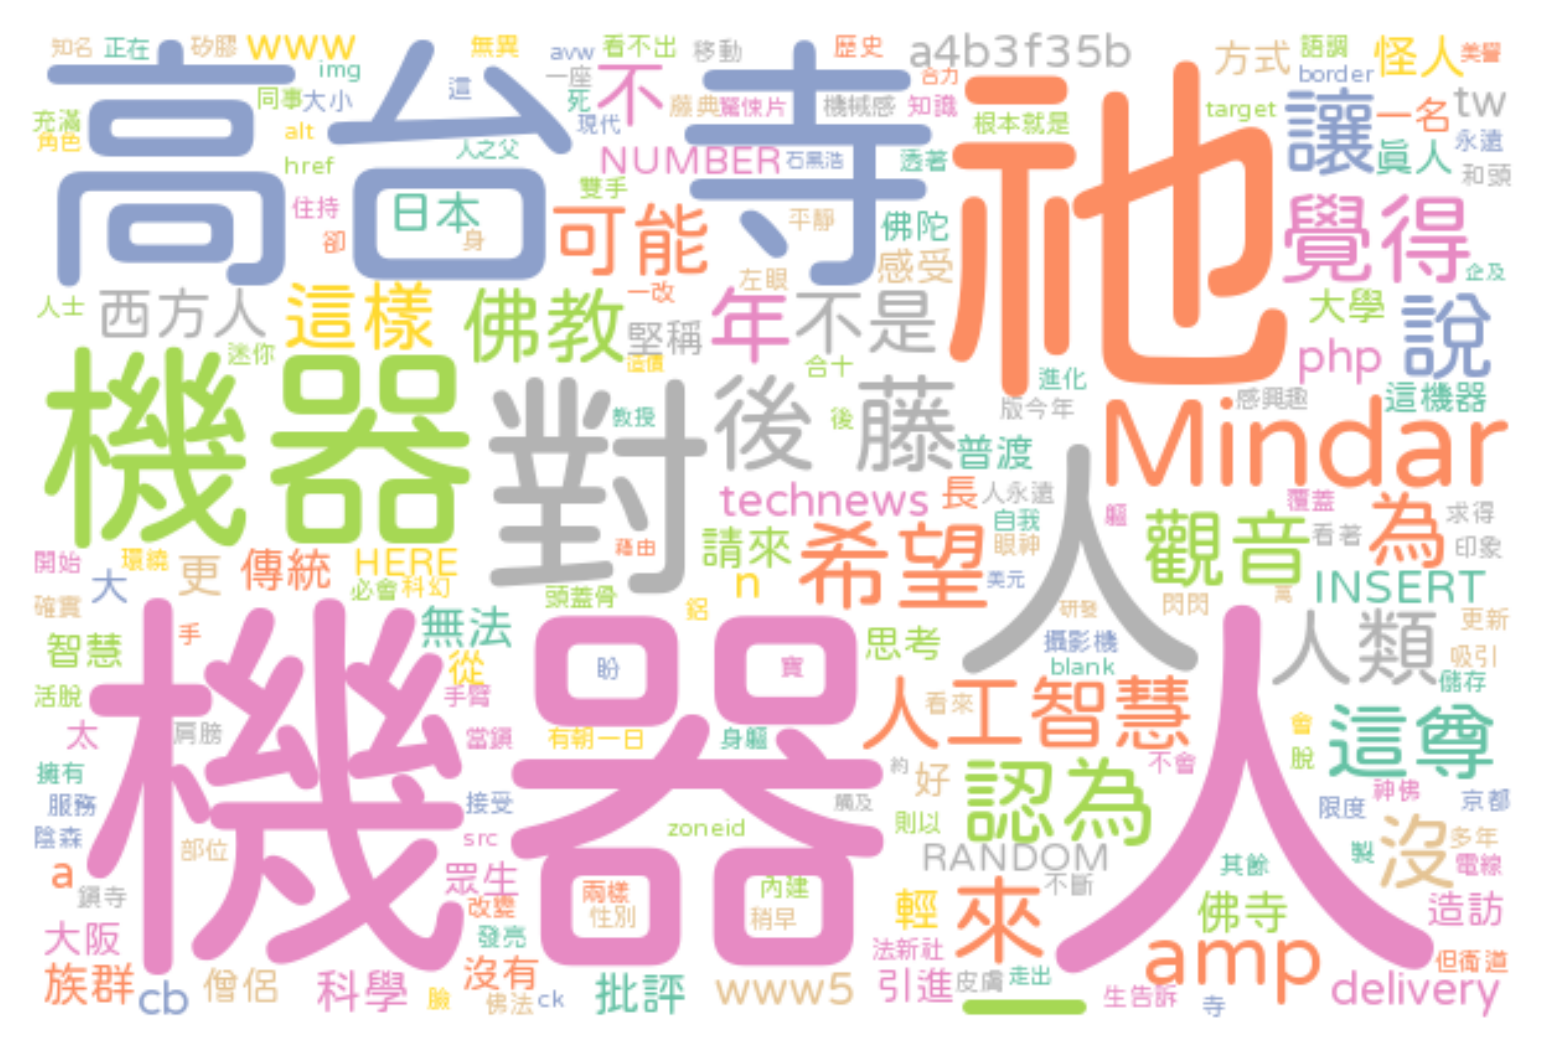 知名 正在 矽膠 www 無異 avw 看不出 移動 歷史 a4b3f35b 方式 語調 怪人 美譽
img 一座 不 合力 border
高台寺 祂
同事 大小 這 死 蕨典 驚悚片 機械感 知識 target 讓 一名 tw
充滿 alt 現代 根本就是 永遠
角色 href 人之父 NUMBER 石黑浩 透著 真人 和頭
住持 日本 雙手 平靜 佛陀 覺得
卻 身 可能 左眼 感受 企及
人士 西方人 這樣 佛教 一改 年 不是 大學 說
迷你 堅稱 造價 合十 php
機器 對 教授 後 後藤 進化 版今年 感興趣 這機器
普渡 Mindar
technews 長 人永遠 人 軀 覆蓋 為 求得
開始 環繞 更 傳統 HERE 藉由 請來 希望 自我 眼神 觀音 看著 印象
大 必會 科幻 頭蓋骨 n 美元 INSERT
確實 手 鋁 研發 閃閃 人類 更新
智慧 機器人 無法 盼 寶 思考 攝影機 吸引
活脫 從 手臂 blank 儲存
太 肩膀 當鎮 有朝一日 身軀 人工智慧 看來 會 這尊
擁有 約 好 不會 脫 神佛
服務 接受 觸及 認為 限度 京都
陰森 部位 src zoneid 則以 沒 多年
a 眾生 兩樣 內建 RANDOM 其餘 製 電線
鎮寺 改變 性別 稍早 輕 來 不斷 佛寺 造訪
大阪 發亮 法新社 amp 但衛道
族群 cb 僧侶 科學 臉 沒有 佛法 ck 批評 www5 引進 皮膚 走出 一 生告訴 寺 delivery